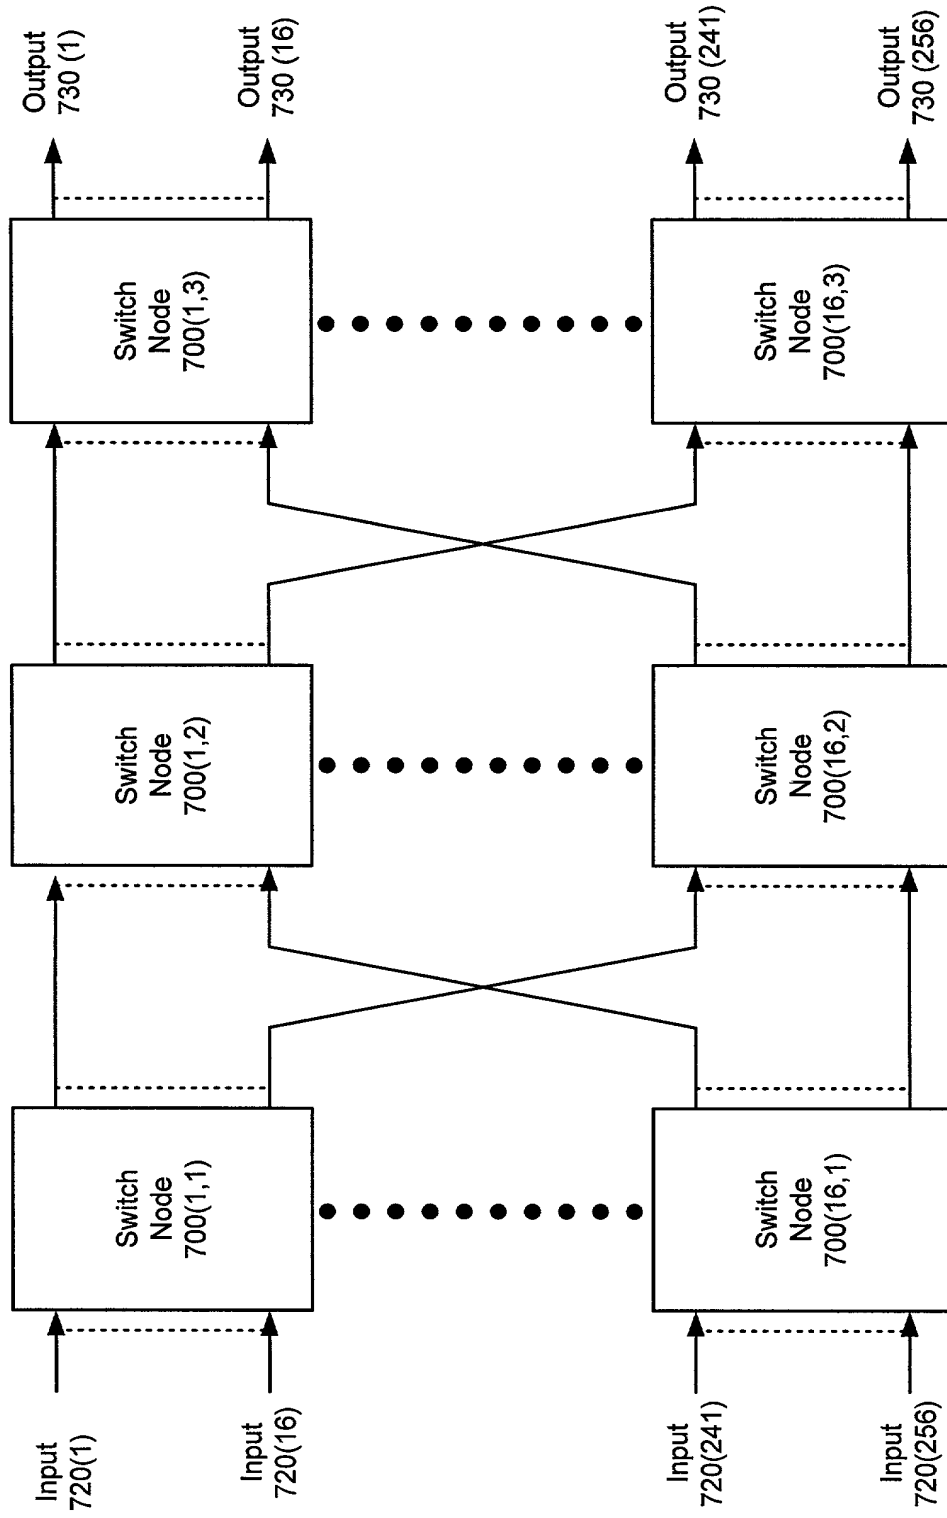 Input
720(1)
Input
720(16)
Input
720(241)
Input
720(256)
Switch
Node
700(1,1)
Switch
Node
700(16,1)
Switch
Node
700(1,2)
Switch
Node
700(16,2)
Switch
Node
700(1,3)
Switch
Node
700(16,3)
Output
730 (1)
Output
730 (16)
Output
730 (241)
Output
730 (256)